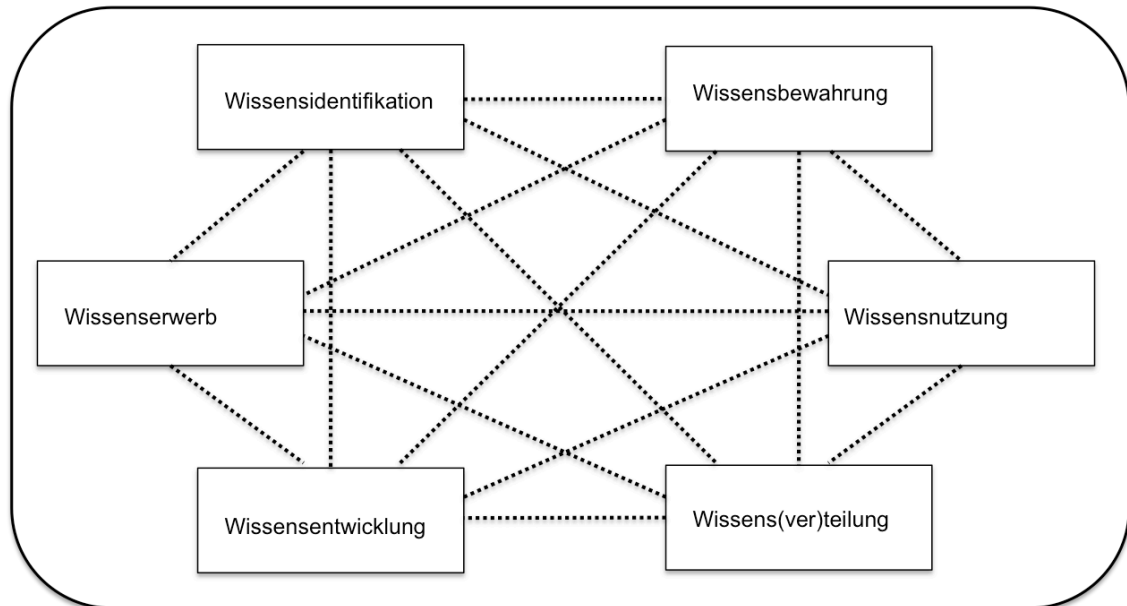 Wissensidentifikation
Wissensbewahrung
Wissenserwerb
Wissensnutzung
Wissensentwicklung
Wissens(ver)teilung